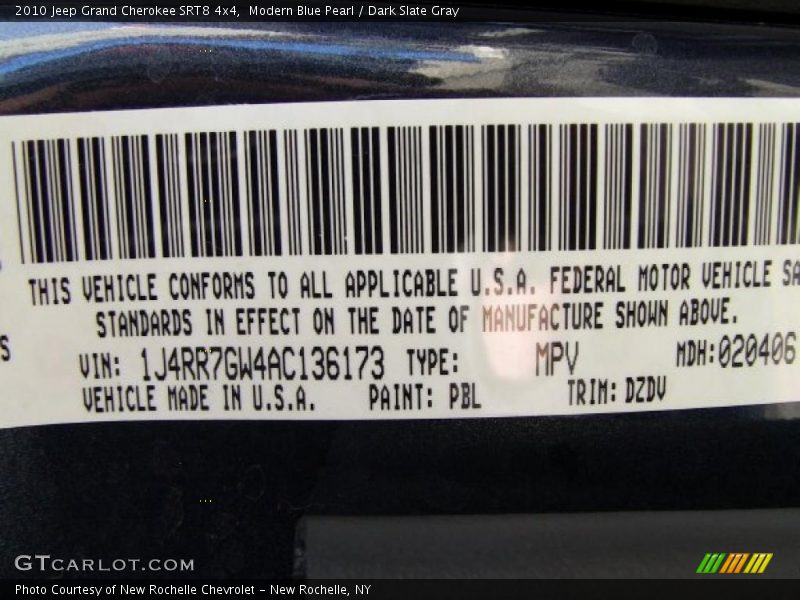 2010 Jeep Grand Cherokee SRT8 4x4, Modern Blue Pearl / Dark Slate Gray
THIS VEHICLE CONFORMS TO ALL APPLICABLE U.S.A. FEDERAL MOTOR VEHICLE SA
STANDARDS IN EFFECT ON THE DATE OF MANUFACTURE SHOWN ABOVE.
S
VIN: 1J4RR7GW4AC136173 TYPE: MPV MDH:020406
VEHICLE MADE IN U.S.A. PAINT: PBL TRIM: DZDV
GTCARLOT.COM
Photo Courtesy of New Rochelle Chevrolet - New Rochelle, NY